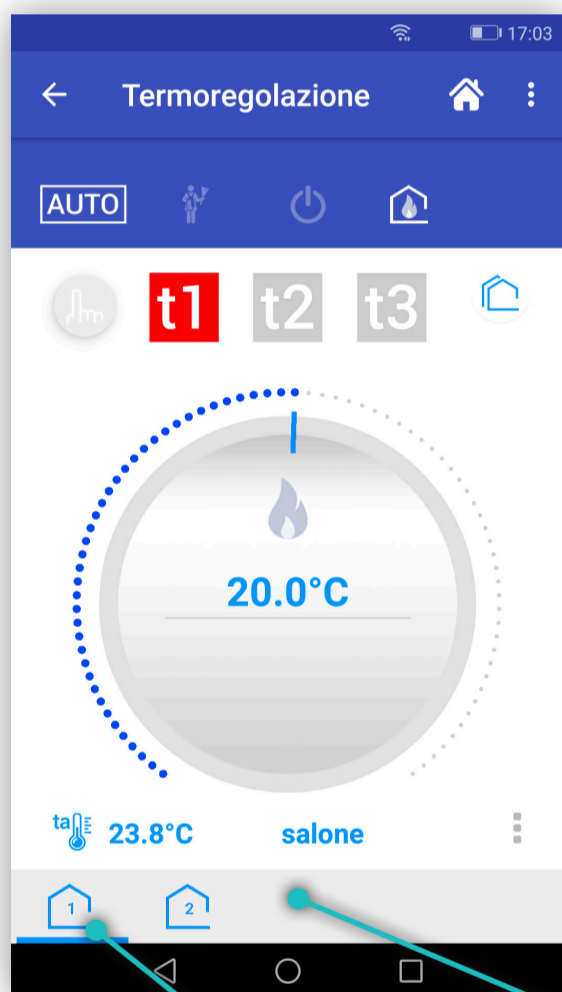 17:03
Termoregolazione
AUTO
t1 t2 t3
20.0°C
ta 23.8°C salone
1 2